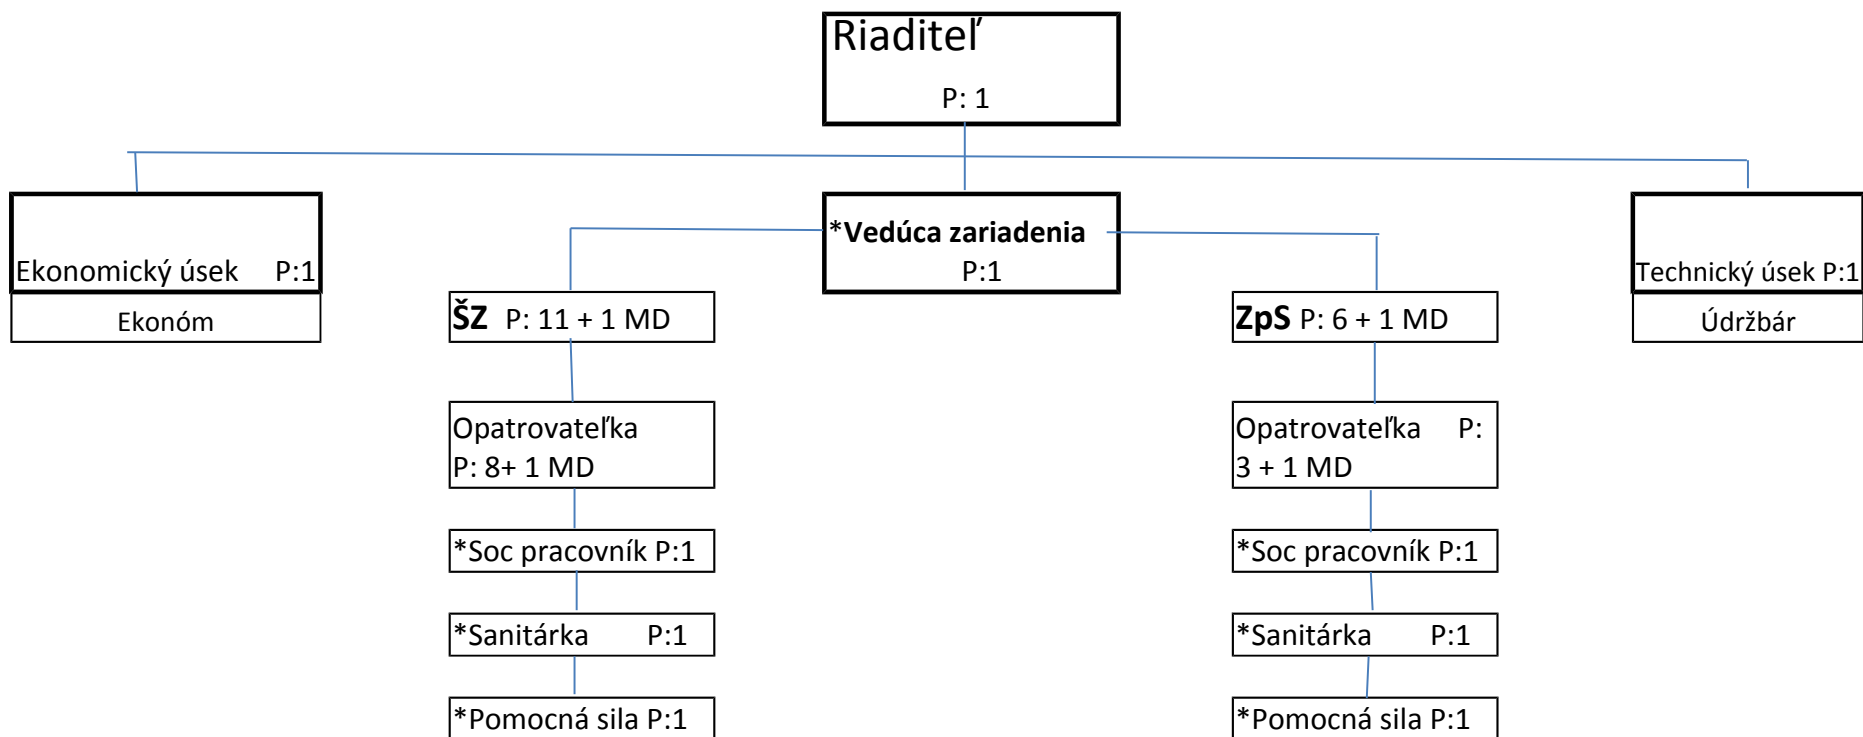 Riaditeľ
P: 1
*Vedúca zariadenia
P:1
Ekonomický úsek P:1
Ekonóm
Technický úsek P:1
Údržbár
ŠZ P: 11 + 1 MD
Opatrovateľka
P: 8+ 1 MD
*Soc pracovník P:1
*Sanitárka P:1
*Pomocná sila P:1
ZpS P: 6 + 1 MD
Opatrovateľka P:
3 + 1 MD
*Soc pracovník P:1
*Sanitárka P:1
*Pomocná sila P:1